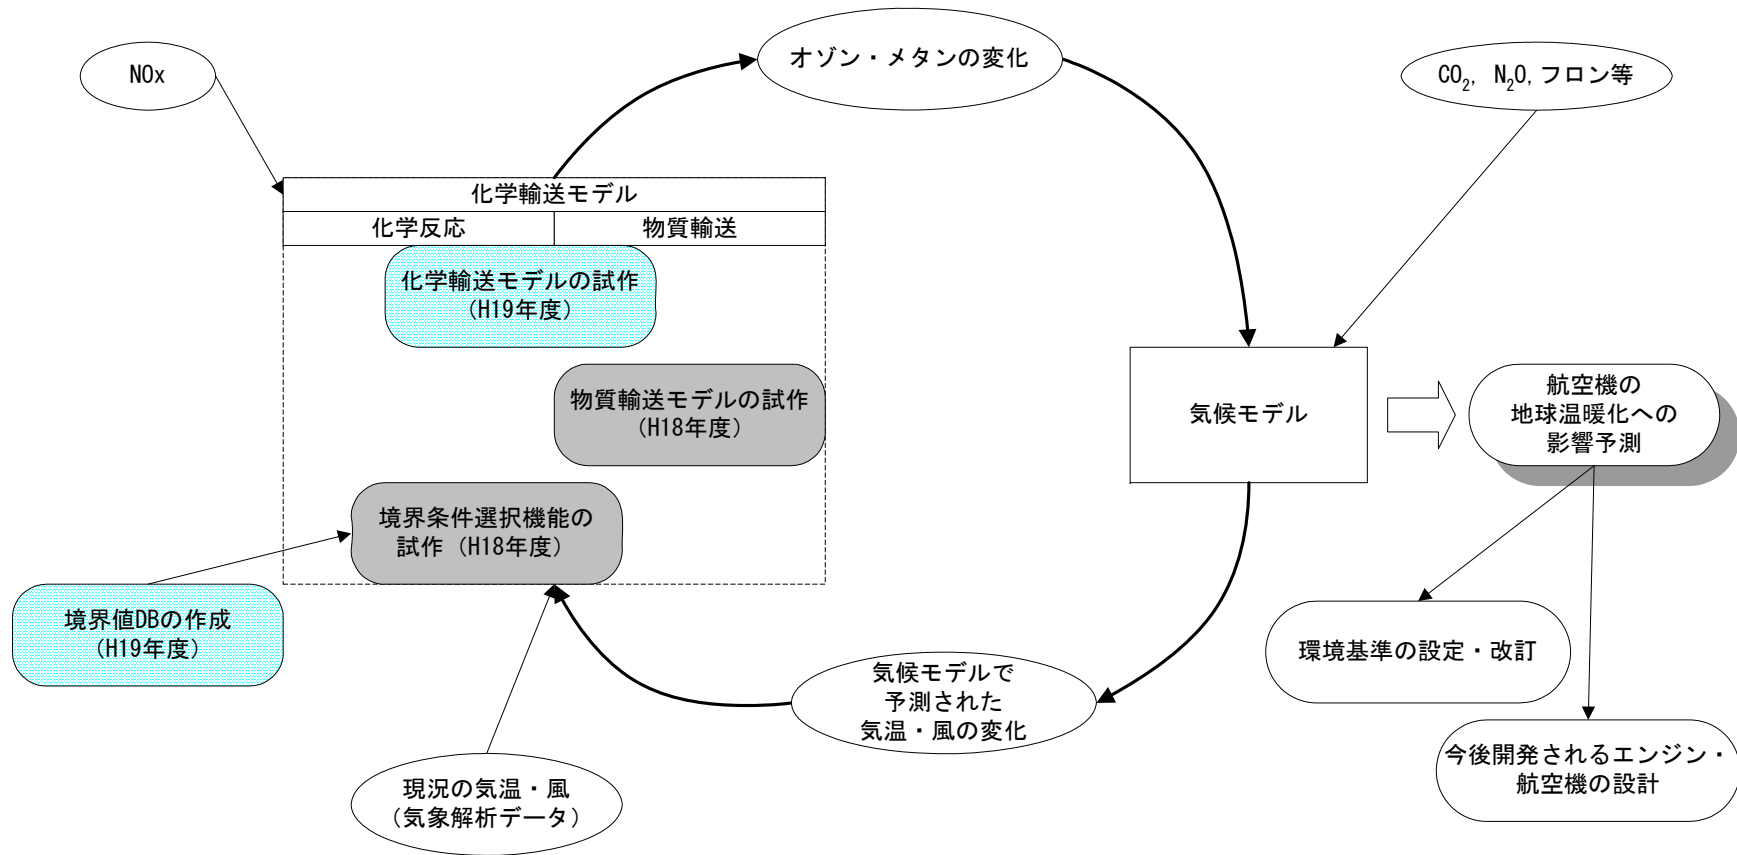 NOx
オゾン・メタンの変化
CO2, N2O,フロン等
化学輸送モデル
化学反応
物質輸送
化学輸送モデルの試作
(H19年度)
物質輸送モデルの試作
(H18年度)
境界条件選択機能の
試作 (H18年度)
境界値DBの作成
(H19年度)
気候モデル
航空機の
地球温暖化への
影響予測
環境基準の設定・改訂
今後開発されるエンジン・
航空機の設計
気候モデルで
予測された
気温・風の変化
現況の気温・風
(気象解析データ)